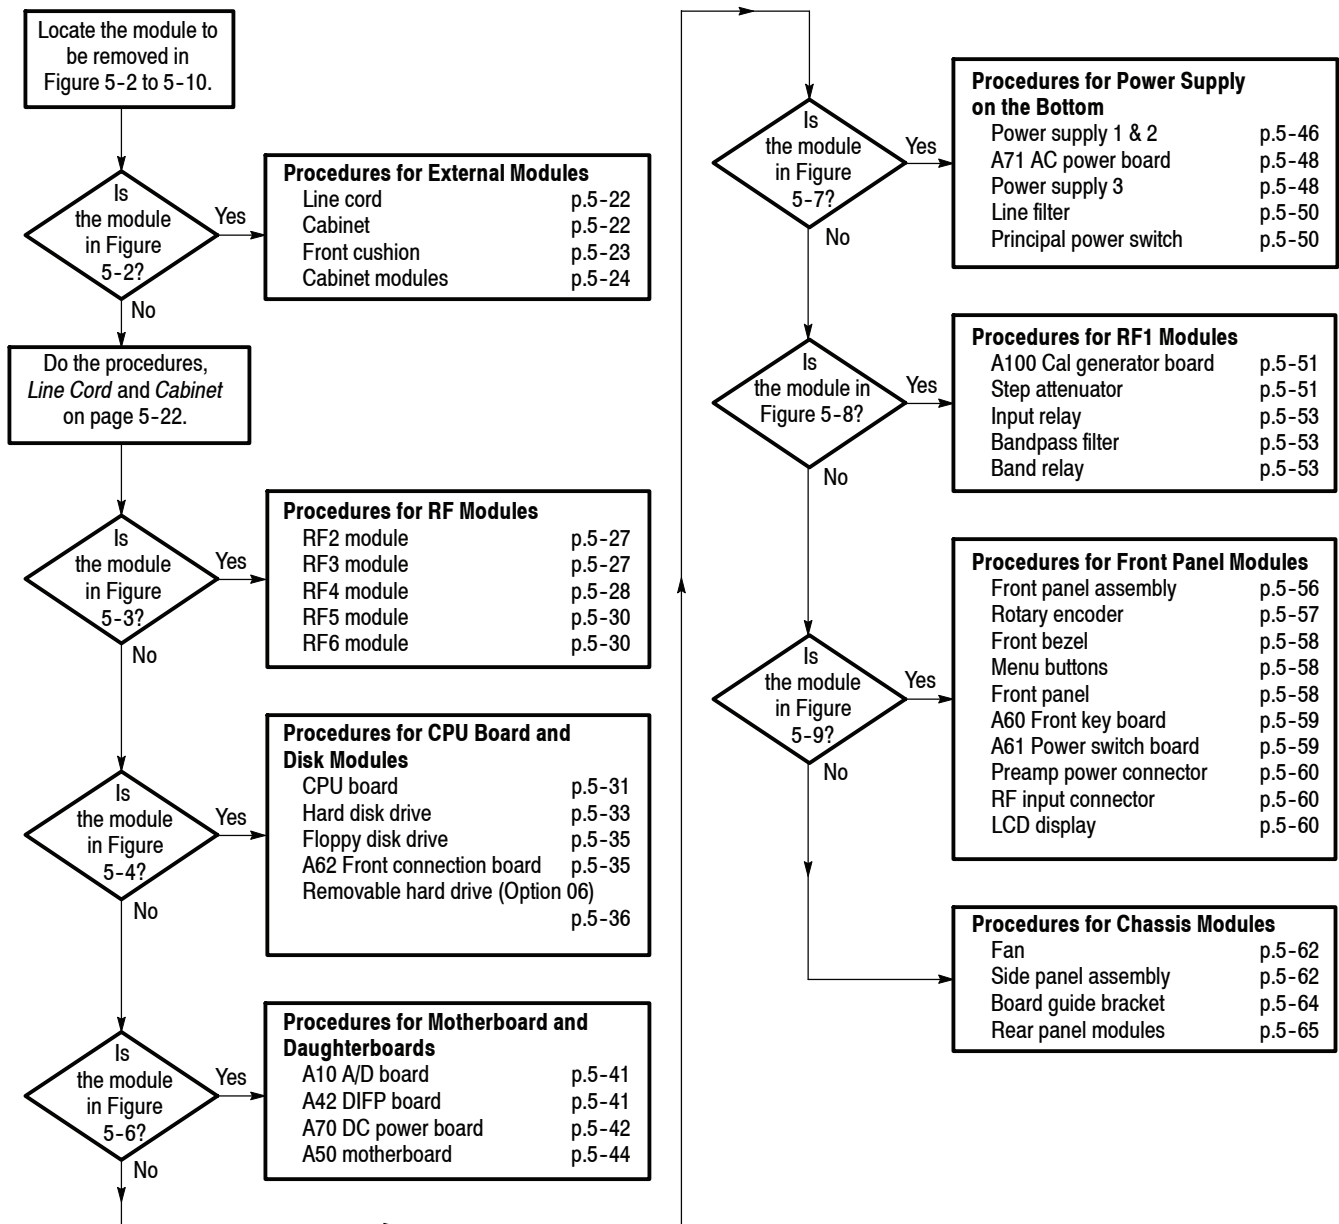 Locate the module to
be removed in
Figure 5-2 to 5-10.
Is
the module
in Figure
5-2?
Yes
No
Procedures for External Modules
Line cord p.5-22
Cabinet p.5-22
Front cushion p.5-23
Cabinet modules p.5-24
Do the procedures,
Line Cord and Cabinet
on page 5-22.
Is
the module
in Figure
5-3?
Yes
No
Procedures for RF Modules
RF2 module p.5-27
RF3 module p.5-27
RF4 module p.5-28
RF5 module p.5-30
RF6 module p.5-30
Is
the module
in Figure
5-4?
Yes
No
Procedures for CPU Board and
Disk Modules
CPU board p.5-31
Hard disk drive p.5-33
Floppy disk drive p.5-35
A62 Front connection board p.5-35
Removable hard drive (Option 06)
p.5-36
Is
the module
in Figure
5-6?
Yes
No
Procedures for Motherboard and
Daughterboards
A10 A/D board p.5-41
A42 DIFP board p.5-41
A70 DC power board p.5-42
A50 motherboard p.5-44
Is
the module
in Figure
5-7?
Yes
No
Procedures for Power Supply
on the Bottom
Power supply 1 & 2 p.5-46
A71 AC power board p.5-48
Power supply 3 p.5-48
Line filter p.5-50
Principal power switch p.5-50
Is
the module in
Figure 5-8?
Yes
No
Procedures for RF1 Modules
A100 Cal generator board p.5-51
Step attenuator p.5-51
Input relay p.5-53
Bandpass filter p.5-53
Band relay p.5-53
Is
the module
in Figure
5-9?
Yes
No
Procedures for Front Panel Modules
Front panel assembly p.5-56
Rotary encoder p.5-57
Front bezel p.5-58
Menu buttons p.5-58
Front panel p.5-58
A60 Front key board p.5-59
A61 Power switch board p.5-59
Preamp power connector p.5-60
RF input connector p.5-60
LCD display p.5-60
Procedures for Chassis Modules
Fan p.5-62
Side panel assembly p.5-62
Board guide bracket p.5-64
Rear panel modules p.5-65